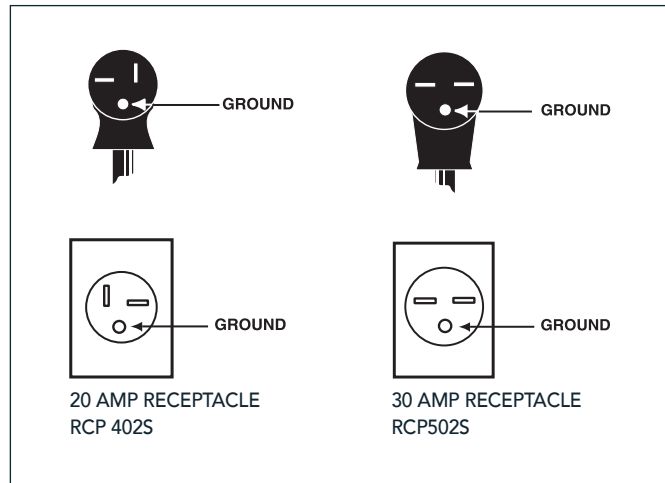 GROUND
GROUND
GROUND
GROUND
20 AMP RECEPTACLE
RCP 402S
30 AMP RECEPTACLE
RCP502S